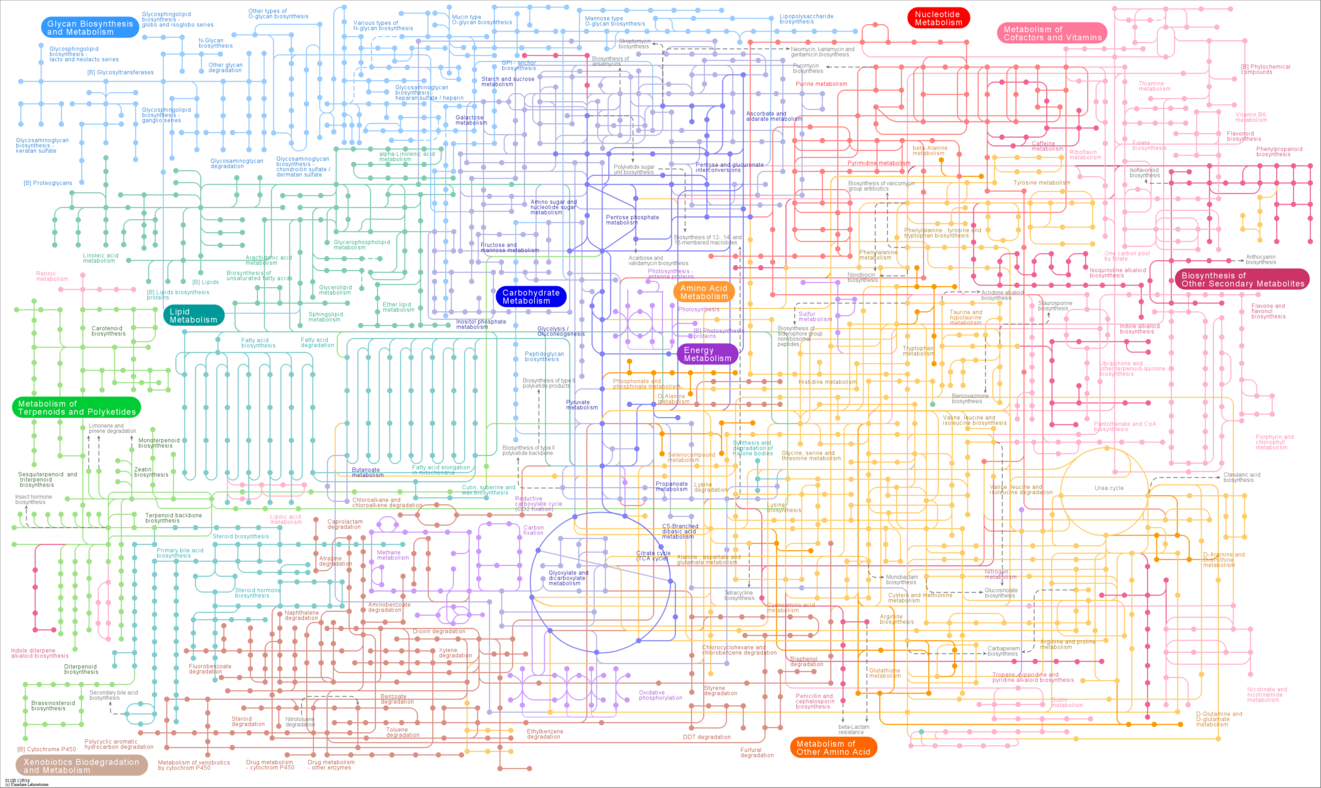 Glycan Biosynthesis
and Metabolism
Glycosphingolipid
biosynthesis -
globo and isoglobo series
Other types of
O-glycan biosynthesis
Various types of
N-glycan biosynthesis
Mucin type
O-glycan biosynthesis
Mannose type
O-glycan biosynthesis
Lipopolysaccharide
biosynthesis
Nucleotide
Metabolism
Metabolism of
Cofactors and Vitamins
Glycosphingolipid
biosynthesis -
lacto and neolacto series
N-Glycan
biosynthesis
[B] Glycosyltransferases
Other glycan
degradation
Glycosaminoglycan
biosynthesis -
heparan sulfate / heparin
Starch and sucrose
metabolism
GPI - anchor
biosynthesis
Streptomycin
biosynthesis
Biosynthesis of
ansamycins
Neomycin, kanamycin and
gentamicin biosynthesis
Puromycin
biosynthesis
Purine metabolism
[B] Phytochemical
compounds
Thiamine
metabolism
Vitamin B6
metabolism
Flavonoid
biosynthesis
Phenylpropanoid
biosynthesis
Glycosphingolipid
biosynthesis -
ganglio series
Galactose
metabolism
Ascorbate and
aldarate metabolism
Glycosaminoglycan
biosynthesis -
keratan sulfate
Glycosaminoglycan
degradation
Glycosaminoglycan
biosynthesis -
chondroitin sulfate /
dermatan sulfate
alpha-Linolenic acid
metabolism
[B] Proteoglycans
Polyketide sugar
unit biosynthesis
Pentose and glucuronate
interconversions
Pyrimidine metabolism
beta-Alanine
metabolism
Caffeine
metabolism
Riboflavin
metabolism
Folate
biosynthesis
Isoflavonoid
biosynthesis
Biosynthesis of vancomycin
group antibiotics
Tyrosine metabolism
Amino sugar and
nucleotide sugar
metabolism
Pentose phosphate
metabolism
Biosynthesis of 12-, 14- and
16-membered macrolides
Phenylalanine, tyrosine and
tryptophan biosynthesis
Phenylalanine
metabolism
Fructose and
mannose metabolism
Acarbose and
validamycin biosynthesis
Linoleic acid
metabolism
Arachidonic acid
metabolism
Glycerophospholipid
metabolism
Biosynthesis of
unsaturated fatty acids
One carbon pool
by folate
Isoquinoline alkaloid
biosynthesis
Anthocyanin
biosynthesis
Biosynthesis of
Other Secondary Metabolites
Retinol
metabolism
[B] Lipids biosynthesis
proteins
[B] Lipids
Glycerolipid
metabolism
Ether lipid
metabolism
Sphingolipid
metabolism
Inositol phosphate
metabolism
Lipid
Metabolism
Carbohydrate
Metabolism
Photosynthesis -
antenna proteins
Amino Acid
Metabolism
Photosynthesis
[B] Photosynthesis
proteins
Novobiocin
biosynthesis
Acridone alkaloid
biosynthesis
Staurosporine
biosynthesis
Sulfur
metabolism
Taurine and
hypotaurine
metabolism
Indole alkaloid
biosynthesis
Flavone and
flavonol
biosynthesis
Carotenoid
biosynthesis
Fatty acid
biosynthesis
Fatty acid
degradation
Glycolysis /
Gluconeogenesis
Biosynthesis of
siderophore group
nonribosomal
peptides
Tryptophan
metabolism
Energy
Metabolism
Peptidoglycan
biosynthesis
Ubiquinone and
other terpenoid-quinone
biosynthesis
Biosynthesis of type II
polyketide products
Phosphonate and
phosphinate metabolism
Histidine metabolism
D-Alanine
metabolism
Benzoxazinone
biosynthesis
Metabolism of
Terpenoids and Polyketides
Pyruvate
metabolism
Valine, leucine and
isoleucine biosynthesis
Pantothenate and CoA
biosynthesis
Porphyrin and
chlorophyll
metabolism
Limonene and
pinene degradation
Monoterpenoid
biosynthesis
Biosynthesis of type II
polyketide backbone
Synthesis and
degradation of
ketone bodies
Selenocompound
metabolism
Glycine, serine and
threonine metabolism
Zeatin
biosynthesis
Sesquiterpenoid and
triterpenoid
biosynthesis
Butanoate
metabolism
Fatty acid elongation
in mitochondria
Cutin, suberine and
wax biosynthesis
Propanoate
metabolism
Lysine
degradation
Valine, leucine and
isoleucine degradation
Urea cycle
Clavulanic acid
biosynthesis
Insect hormone
biosynthesis
Terpenoid backbone
biosynthesis
Lipoic acid
metabolism
Chloroalkane and
chloroalkene degradation
Reductive
carboxylate cycle
(CO2 fixation)
Lysine
biosynthesis
Steroid biosynthesis
Caprolactam
degradation
Carbon
fixation
C5-Branched
dibasic acid
metabolism
Primary bile acid
biosynthesis
Atrazine
degradation
Methane
metabolism
Citrate cycle
(TCA cycle)
Alanine, aspartate and
glutamate metabolism
D-Arginine and
D-ornithine
metabolism
Glyoxylate and
dicarboxylate
metabolism
Steroid hormone
biosynthesis
Tetracycline
biosynthesis
Monobactam
biosynthesis
Nitrogen
metabolism
Glucosinolate
biosynthesis
Cystein and methionine
metabolism
Naphthalene
degradation
Aminobenzoate
degradation
Cyanoamino acid
metabolism
Arginine
biosynthesis
Dioxin degradation
Arginine and proline
metabolism
Indole diterpene
alkaloid biosynthesis
Xylene
degradation
Chlorocyclohexane and
chlorobenzene degradation
Carbapenem
biosynthesis
Bisphenol
degradation
Diterpenoid
biosynthesis
Fluorobenzoate
degradation
Glutathione
metabolism
Tropane, piperidine and
pyridine alkaloid biosynthesis
Secondary bile acid
biosynthesis
Benzoate
degradation
Oxidative
phosphorylation
Styrene
degradation
Penicillin and
cephalosporin
biosynthesis
Biotin
metabolism
Nicotinate and
nicotinamide
metabolism
Brassinosteroid
biosynthesis
Steroid
degradation
Nitrotoluene
degradation
Toluene
degradation
Ethylbenzene
degradation
DDT degradation
beta-Lactam
resistance
D-Glutamine and
D-glutamate
metabolism
[B] Cytochrome P450
Polycyclic aromatic
hydrocarbon degradation
Furfural
degradation
Metabolism of
Other Amino Acid
Xenobiotics Biodegradation
and Metabolism
Metabolism of xenobiotics
by cytochrom P450
Drug metabolism
- cytochrom P450
Drug metabolism
- other enzymes
(c) Kanehisa Laboratories